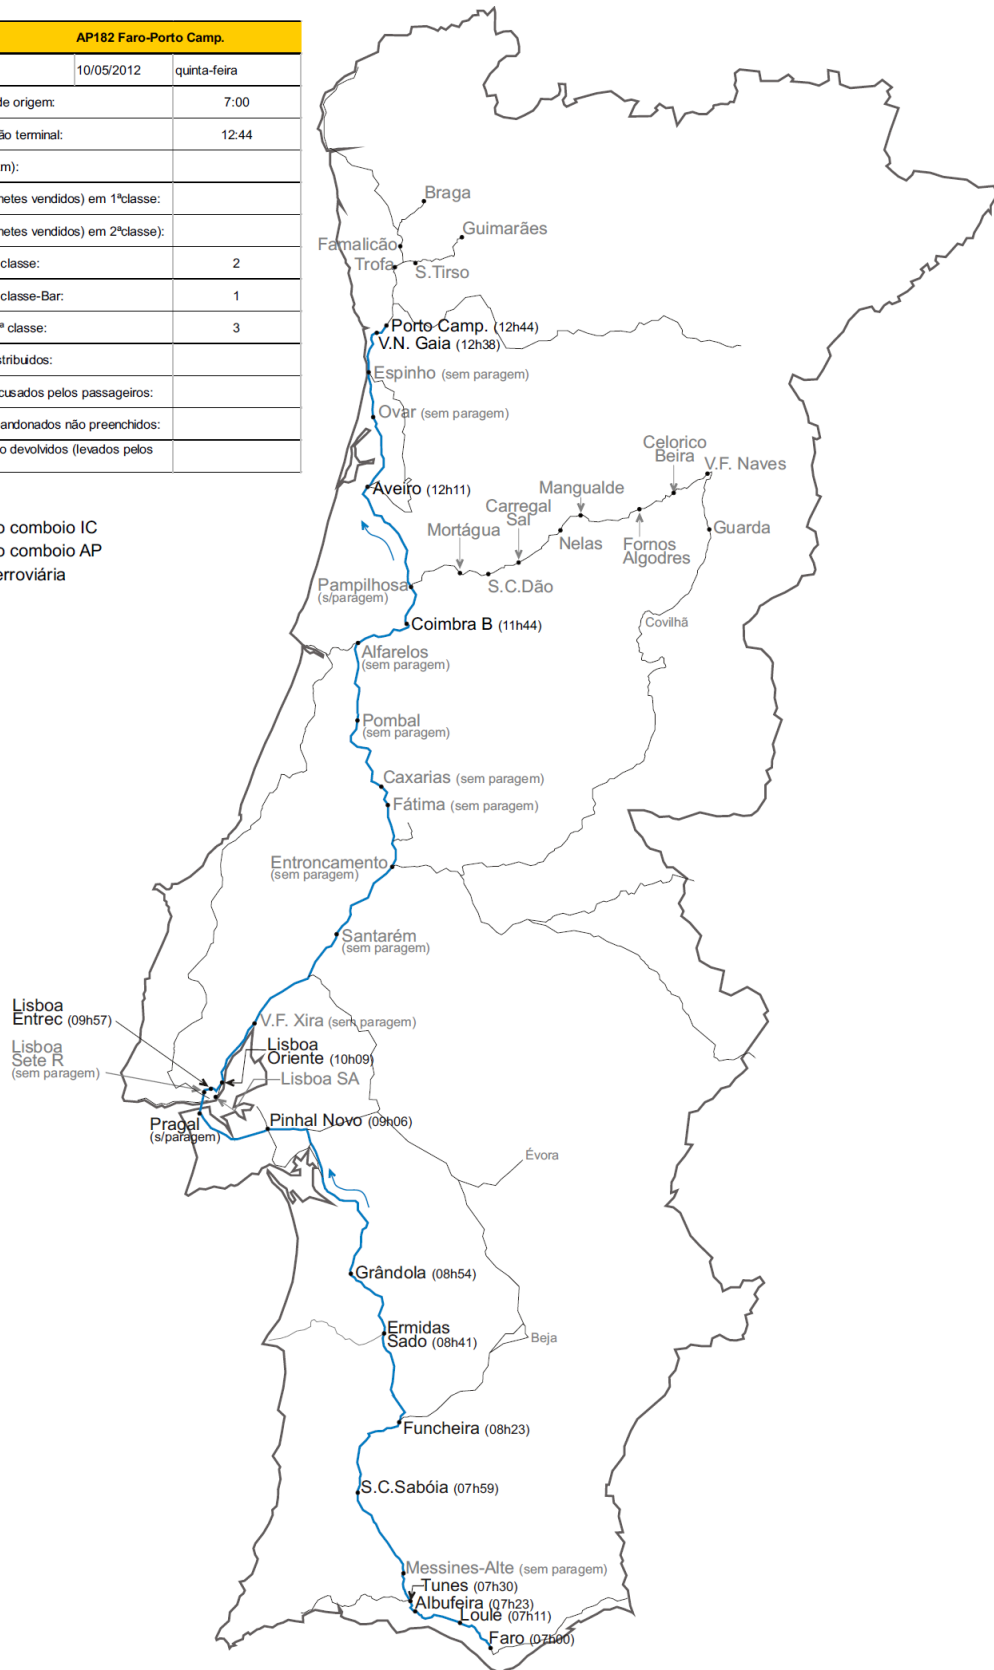 AP182 Faro-Porto Camp.
10/05/2012 quinta-feira
de origem: 7:00
ão terminal: 12:44
m):
netes vendidos) em 1ªclasse:
netes vendidos) em 2ªclasse):
classe: 2
classe-Bar: 1
ª classe: 3
stribuidos:
cusados pelos passageiros:
andonados não preenchidos:
o devolvidos (levados pelos
o comboio IC
o comboio AP
erroviária
Braga
Guimarães
Famalicão
Trofa
S.Tirso
Porto Camp. (12h44)
V.N. Gaia (12h38)
Espinho (sem paragem)
Ovar (sem paragem)
Celorico
Beira
V.F. Naves
Aveiro (12h11)
Mangualde
Carregal
Sal
Mortágua
Nelas
Fornos
Algodres
Guarda
Pampilhosa
(s/paragem)
S.C.Dão
Coimbra B (11h44)
Covilhã
Alfarelos
(sem paragem)
Pombal
(sem paragem)
Caxarias (sem paragem)
Fátima (sem paragem)
Entroncamento
(sem paragem)
Santarém
(sem paragem)
Lisboa
Entrec (09h57)
V.F. Xira (sem paragem)
Lisboa
Sete R
(sem paragem)
Lisboa
Oriente (10h09)
Lisboa SA
Pragal
(s/paragem)
Pinhal Novo (09h06)
Évora
Grândola (08h54)
Ermidas
Sado (08h41)
Beja
Funcheira (08h23)
S.C.Sabóia (07h59)
Messines-Alte (sem paragem)
Tunes (07h30)
Albufeira (07h23)
Loulé (07h11)
Faro (07h00)